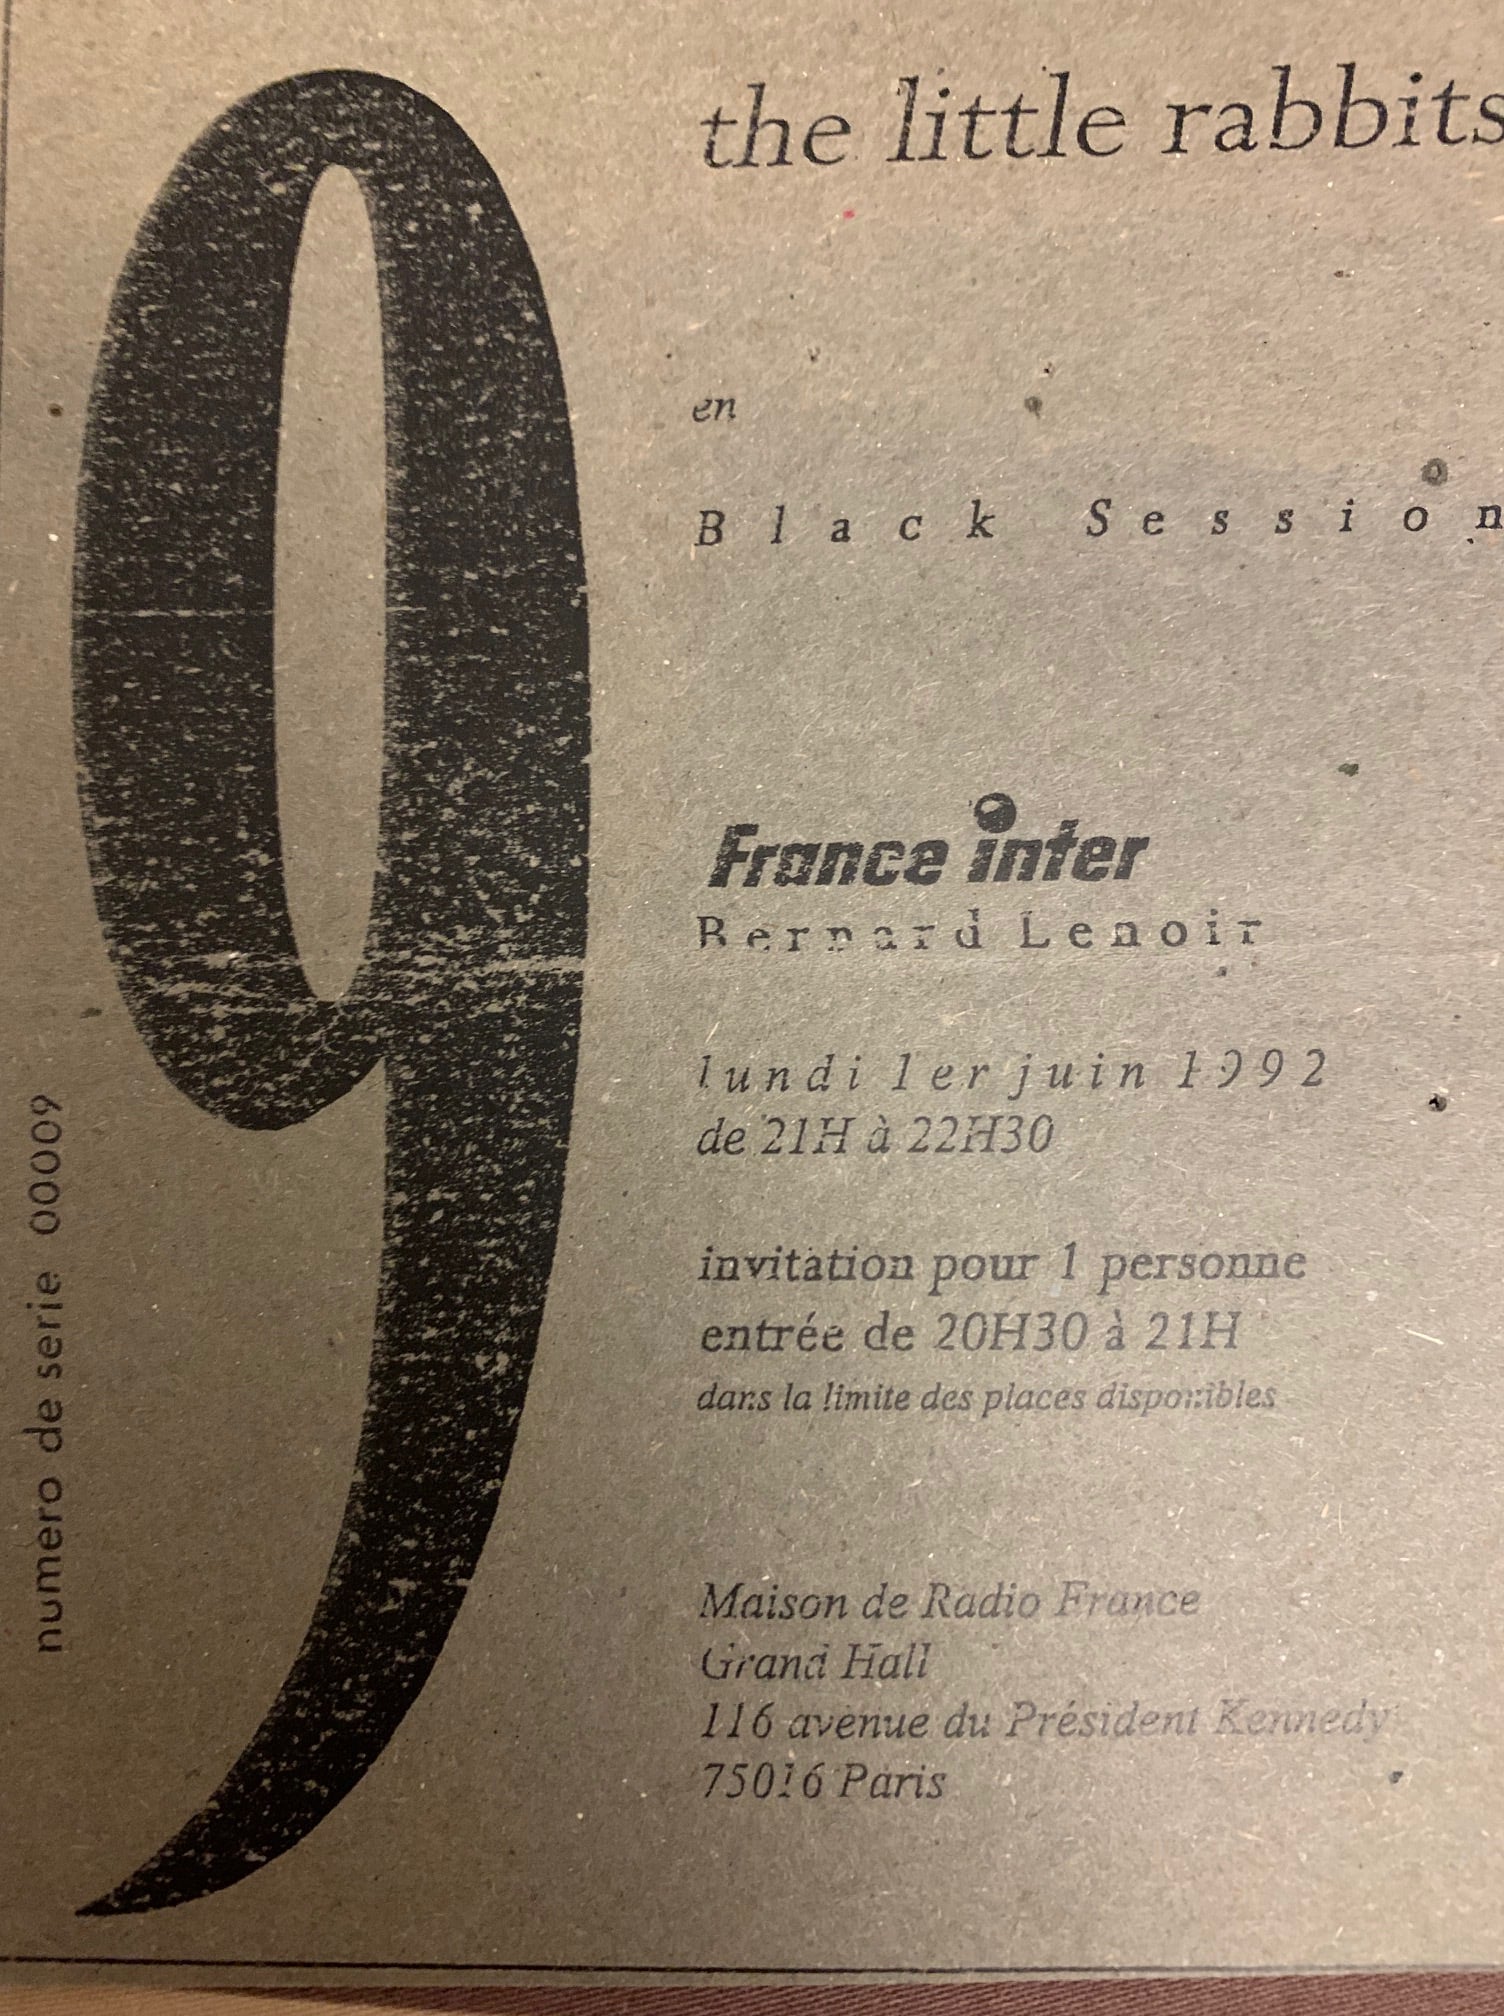 9
the little rabbits
en
Black Session
France inter
Bernard Lenoir
lundi 1er juin 1992
de 21H à 22H30
invitation pour 1 personne
entrée de 20H30 à 21H
dans la limite des places disponibles
Maison de Radio France
Grand Hall
116 avenue du Président Kennedy
75016 Paris
numero de serie 00009